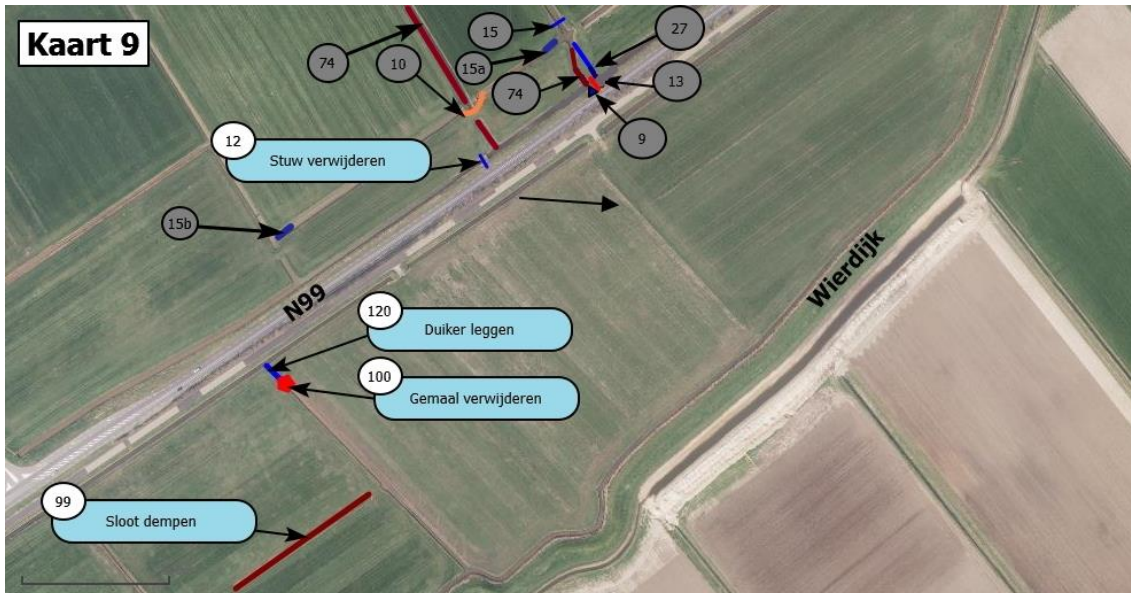 Kaart 9
15
27
74
10
15a
74
13
9
12
Stuw verwijderen
15b
N99
Wierdijk
120
Duiker leggen
100
Gemaal verwijderen
99
Sloot dempen